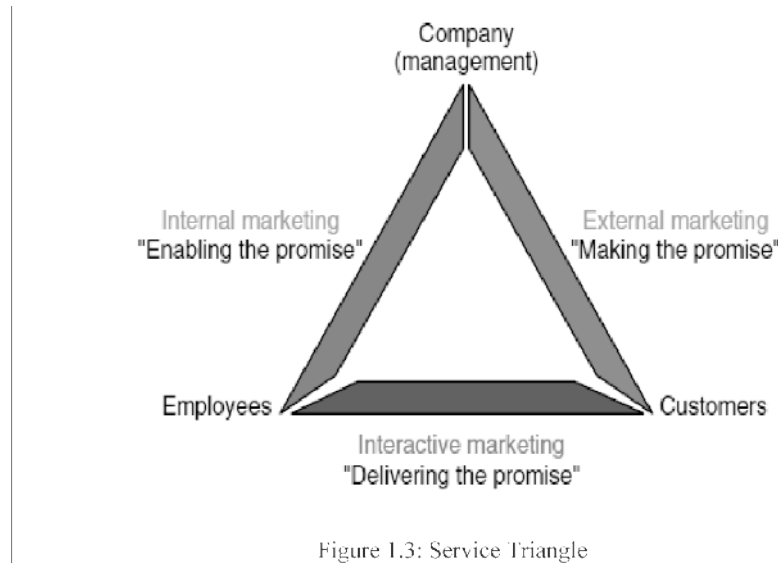 Company
(management)
Internal marketing
"Enabling the promise"
External marketing
"Making the promise"
Employees
Customers
Interactive marketing
"Delivering the promise"
Figure 1.3: Service Triangle